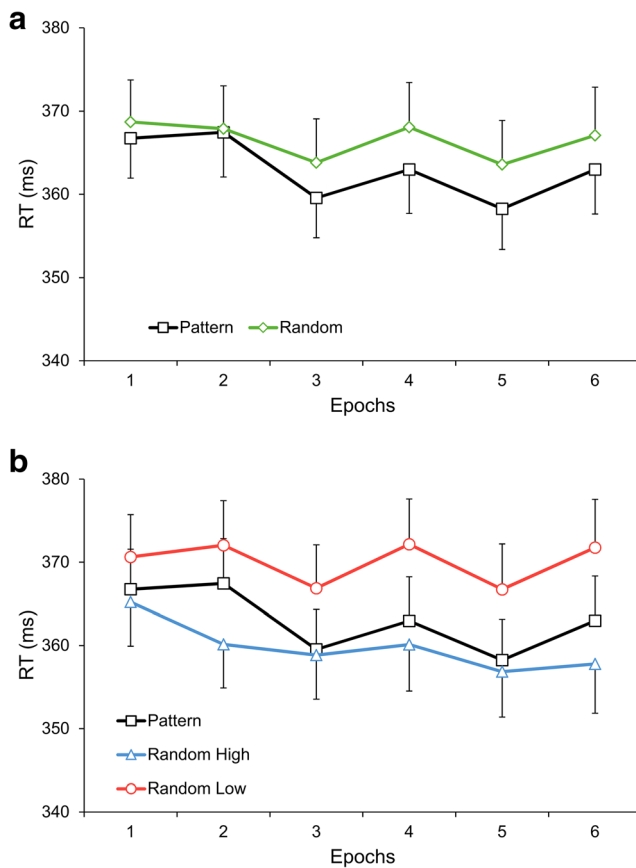 a
380
370
360
350
340
RT (ms)
Pattern Random
1 2 3 4 5 6
Epochs
b
380
370
360
350
340
RT (ms)
Pattern
Random High
Random Low
1 2 3 4 5 6
Epochs